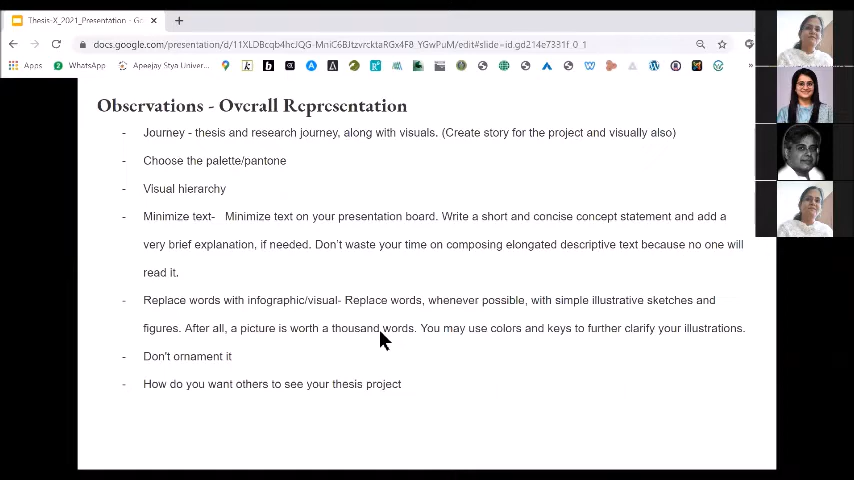 Thesis-X_2021_Presentation - Go
docs.google.com/presentation/d/11XLDBcqb4hcJQG-MniC6BJtzvrcktaRGx4F8-YGwPuM/edit#slide=id.gd214e7331f_0_1
Apps WhatsApp Apeejay Stya Univer...
Observations - Overall Representation
- Journey - thesis and research journey, along with visuals. (Create story for the project and visually also)
- Choose the palette/pantone
- Visual hierarchy
- Minimize text- Minimize text on your presentation board. Write a short and concise concept statement and add a
very brief explanation, if needed. Don't waste your time on composing elongated descriptive text because no one will
read it.
- Replace words with infographic/visual- Replace words, whenever possible, with simple illustrative sketches and
figures. After all, a picture is worth a thousand words. You may use colors and keys to further clarify your illustrations.
- Don't ornament it
- How do you want others to see your thesis project